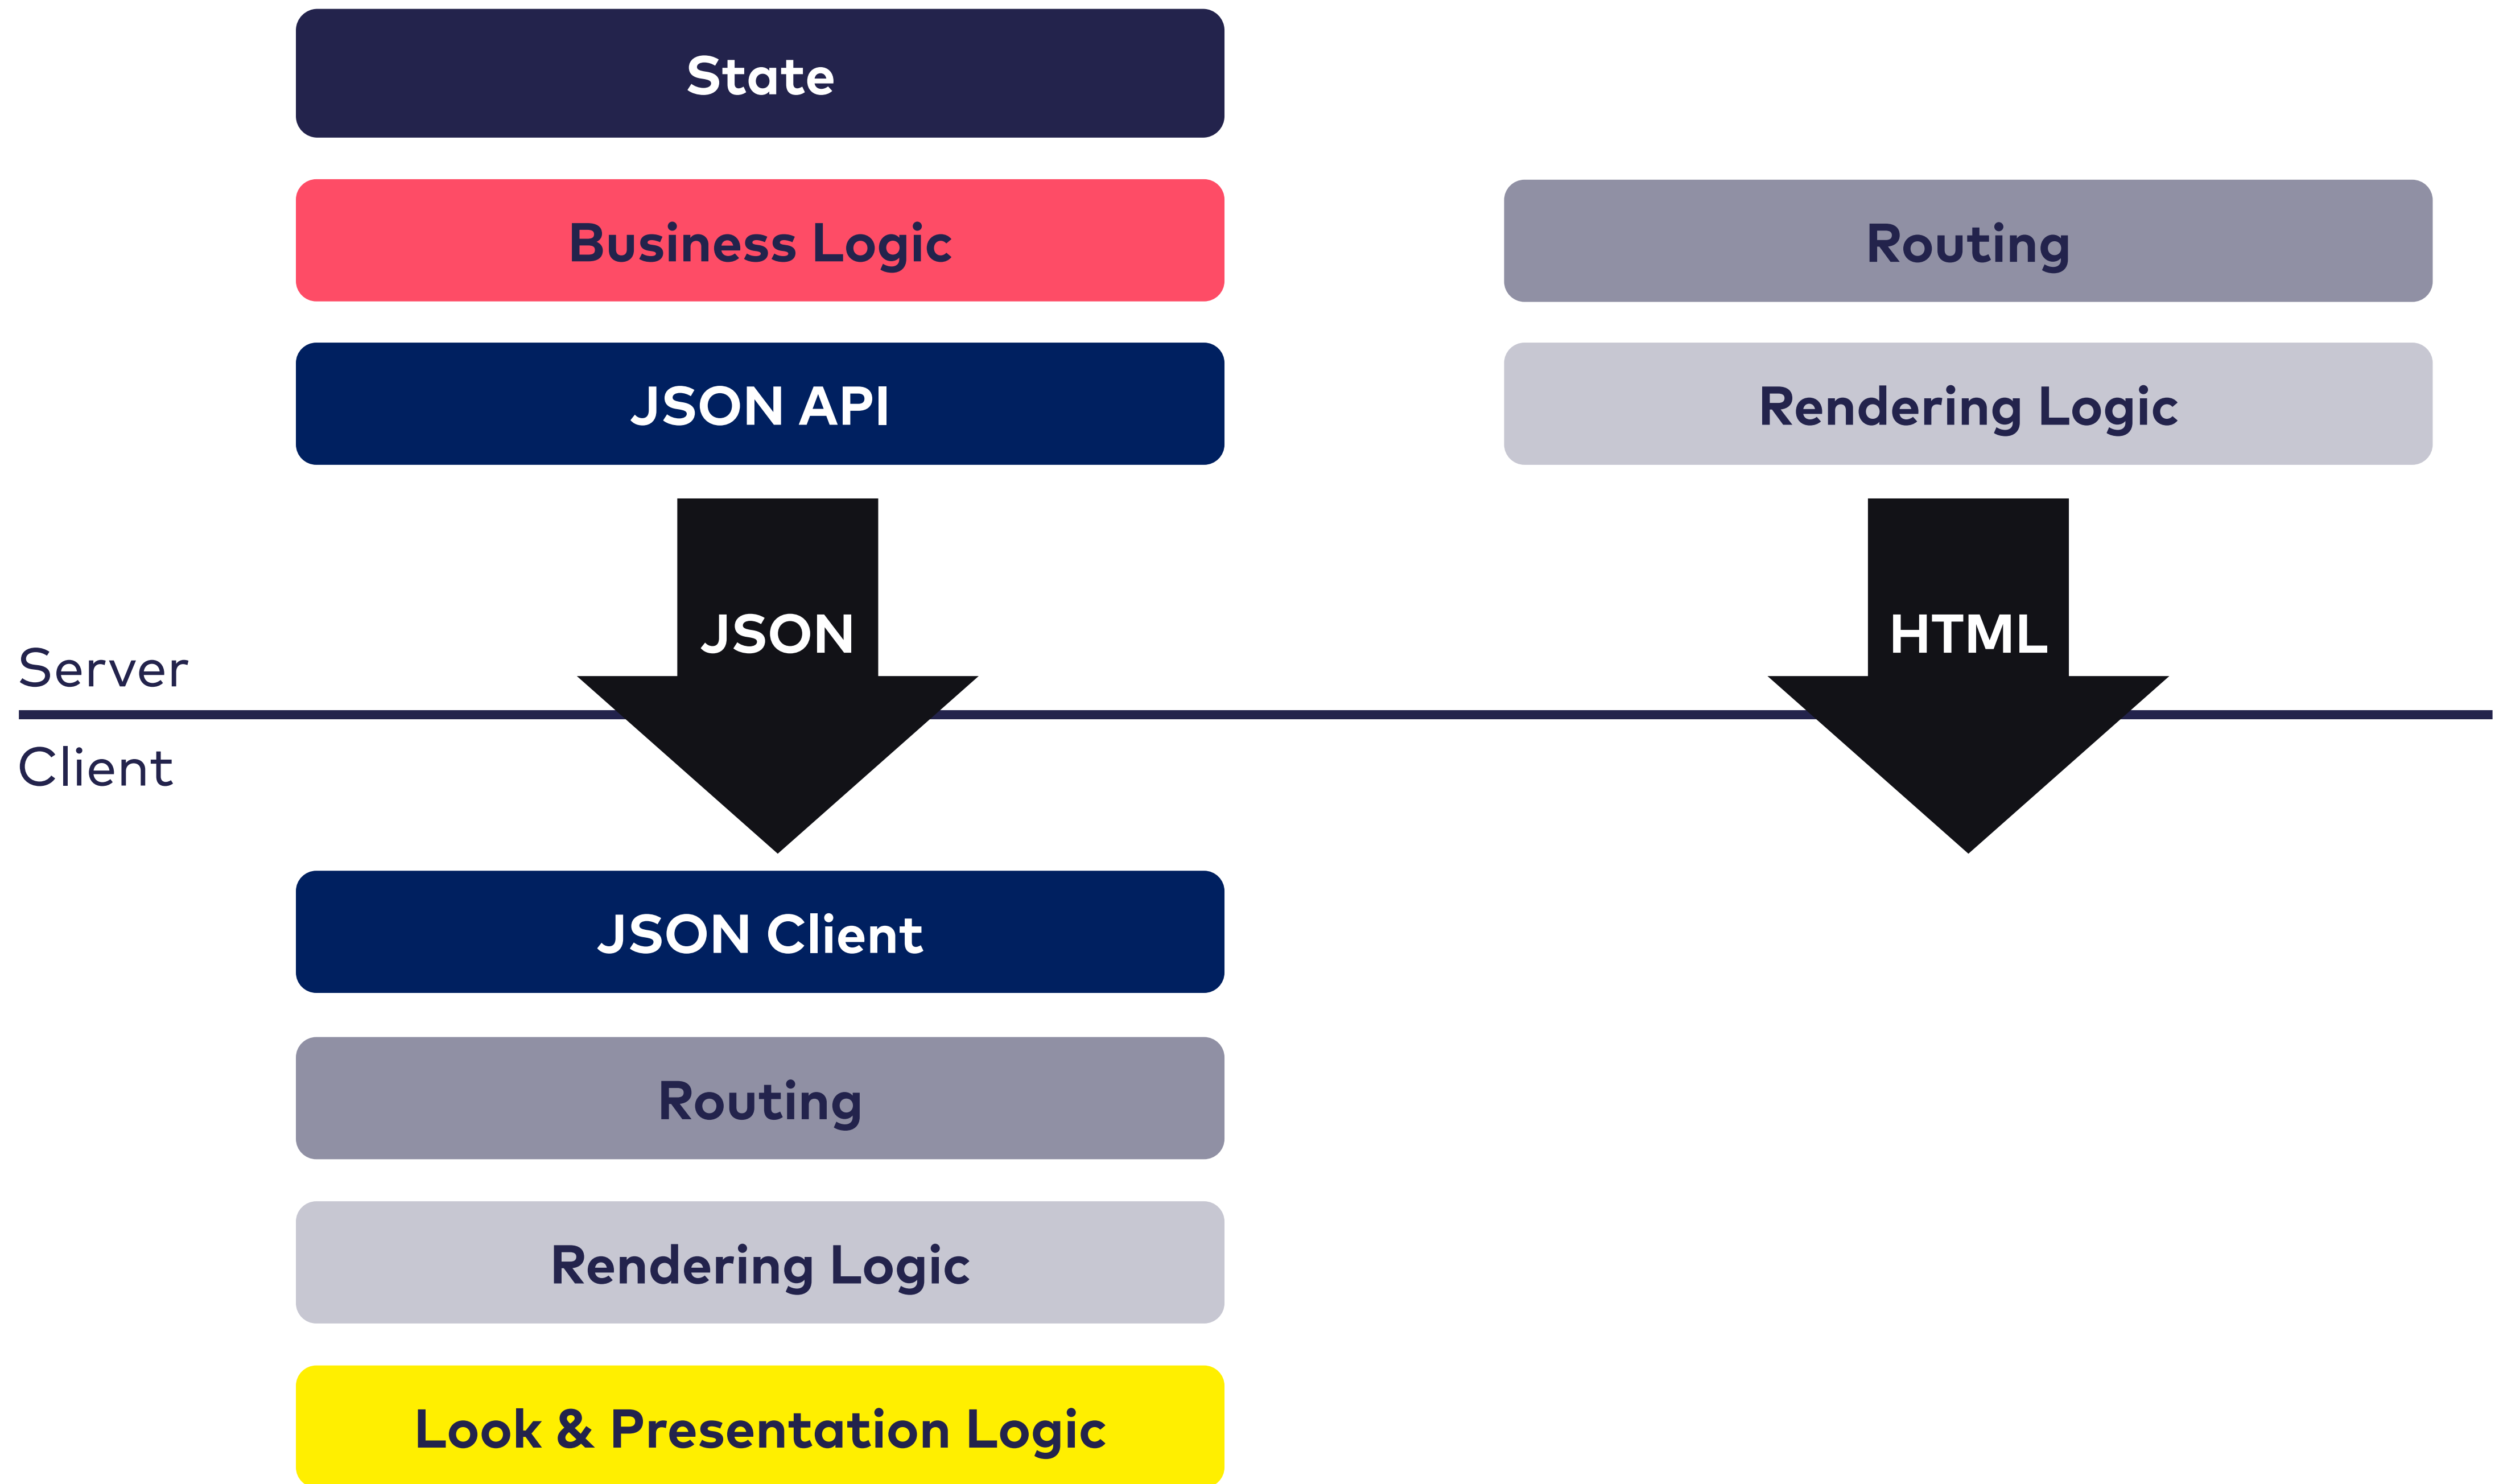 State
Business Logic
Routing
JSON API
Rendering Logic
JSON
HTML
Server
Client
JSON Client
Routing
Rendering Logic
Look & Presentation Logic